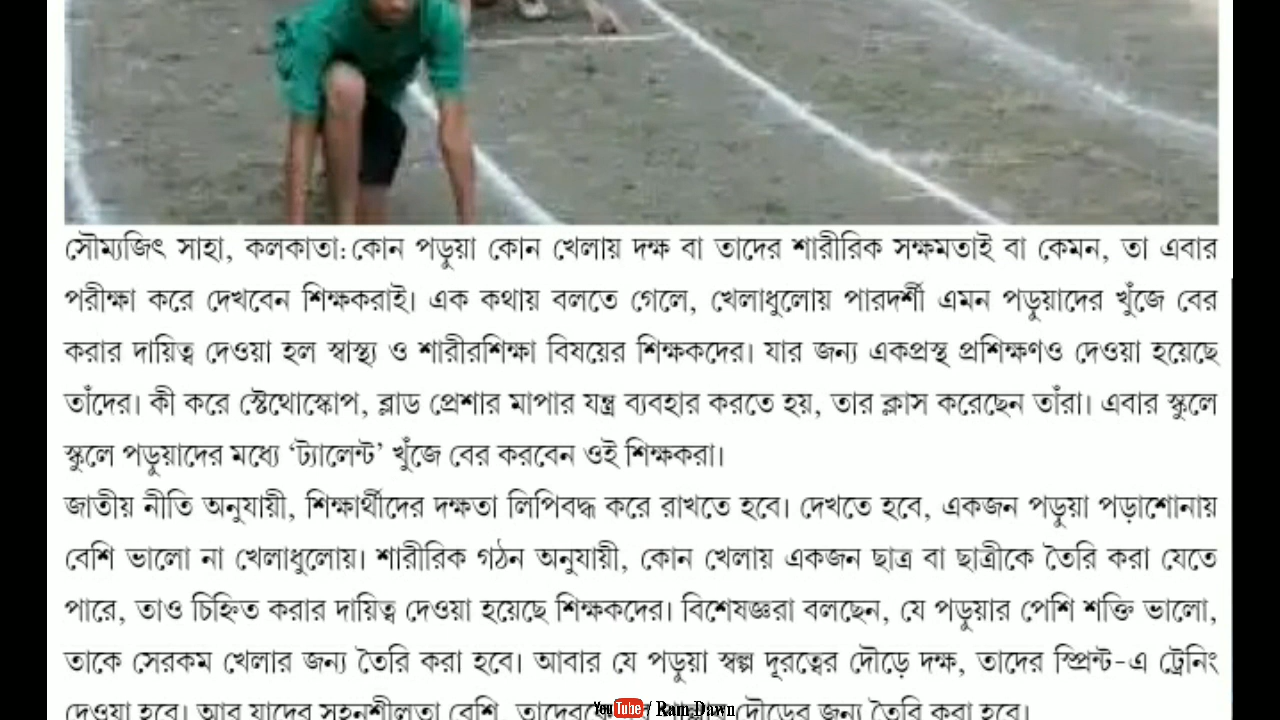 সৌম্যজিৎ সাহা, কলকাতা: কোন পড়ুয়া কোন খেলায় দক্ষ বা তাদের শারীরিক সক্ষমতাই বা কেমন, তা এবার
পরীক্ষা করে দেখবেন শিক্ষকরাই। এক কথায় বলতে গেলে, খেলাধুলোয় পারদর্শী এমন পড়ুয়াদের খুঁজে বের
করার দায়িত্ব দেওয়া হল স্বাস্থ্য ও শারীরশিক্ষা বিষয়ের শিক্ষকদের। যার জন্য একপ্রস্থ প্রশিক্ষণও দেওয়া হয়েছে
তাঁদের। কী করে স্টেথোস্কোপ, ব্লাড প্রেশার মাপার যন্ত্র ব্যবহার করতে হয়, তার ক্লাস করেছেন তাঁরা। এবার স্কুলে
স্কুলে পড়ুয়াদের মধ্যে ‘ট্যালেন্ট’ খুঁজে বের করবেন ওই শিক্ষকরা।
জাতীয় নীতি অনুযায়ী, শিক্ষার্থীদের দক্ষতা লিপিবদ্ধ করে রাখতে হবে। দেখতে হবে, একজন পড়ুয়া পড়াশোনায়
বেশি ভালো না খেলাধুলোয়। শারীরিক গঠন অনুযায়ী, কোন খেলায় একজন ছাত্র বা ছাত্রীকে তৈরি করা যেতে
পারে, তাও চিহ্নিত করার দায়িত্ব দেওয়া হয়েছে শিক্ষকদের। বিশেষজ্ঞরা বলছেন, যে পড়ুয়ার পেশি শক্তি ভালো,
তাকে সেরকম খেলার জন্য তৈরি করা হবে। আবার যে পড়ুয়া স্বল্প দূরত্বের দৌড়ে দক্ষ, তাদের স্প্রিন্ট-এ ট্রেনিং
দেওয়া হবে। আর যাদের সহনশীলতা বেশি, দৌড়ের জন্য তৈরি করা হবে।
YouTube / Ram Dawn